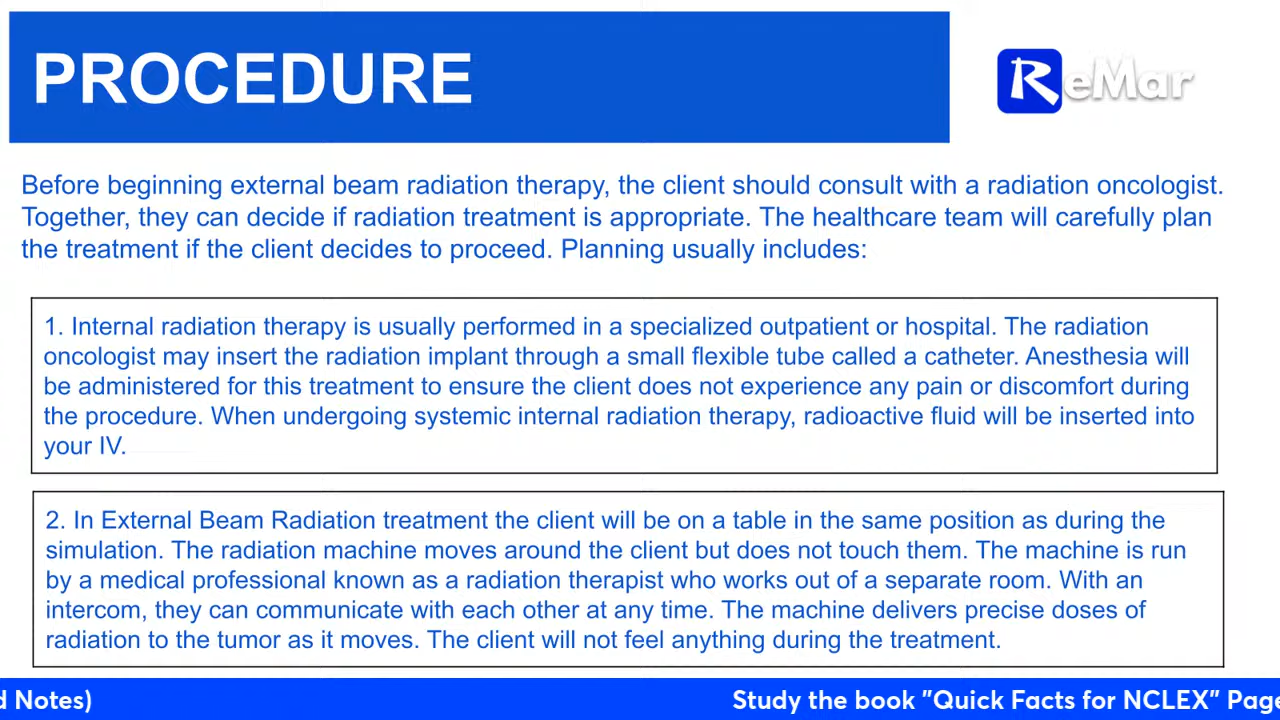 PROCEDURE
ReMar
Before beginning external beam radiation therapy, the client should consult with a radiation oncologist.
Together, they can decide if radiation treatment is appropriate. The healthcare team will carefully plan
the treatment if the client decides to proceed. Planning usually includes:
1. Internal radiation therapy is usually performed in a specialized outpatient or hospital. The radiation
oncologist may insert the radiation implant through a small flexible tube called a catheter. Anesthesia will
be administered for this treatment to ensure the client does not experience any pain or discomfort during
the procedure. When undergoing systemic internal radiation therapy, radioactive fluid will be inserted into
your IV.
2. In External Beam Radiation treatment the client will be on a table in the same position as during the
simulation. The radiation machine moves around the client but does not touch them. The machine is run
by a medical professional known as a radiation therapist who works out of a separate room. With an
intercom, they can communicate with each other at any time. The machine delivers precise doses of
radiation to the tumor as it moves. The client will not feel anything during the treatment.
d Notes) Study the book "Quick Facts for NCLEX" Page